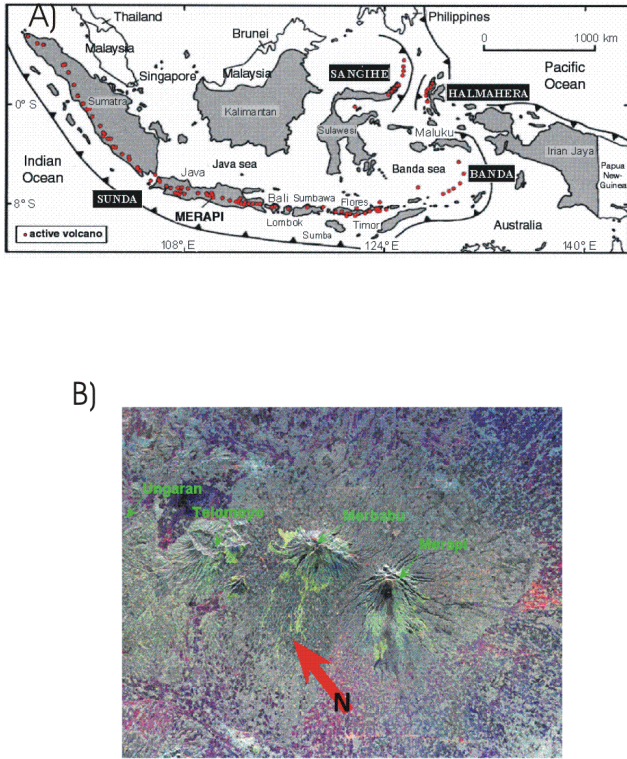 A)
Thailand
Philippines
Brunei
0
1000 km
Malaysia
Singapore
Malaysia
SANGIHE
Pacific
Ocean
HALMAHERA
0° S
Sumatra
Kalimantan
Sulawesi
Maluku
Irian Jaya
Indian
Ocean
Java sea
Banda sea
Papua
New-
Guinea
Java
BANDA
SUNDA
MERAPI
Bali
Sumbawa
Flores
8° S
Lombok
Timor
Australia
Sumba
active volcano
108° E
124° E
140° E
B)
Ungaran
Telomoyo
Merbabu
Merapi
N